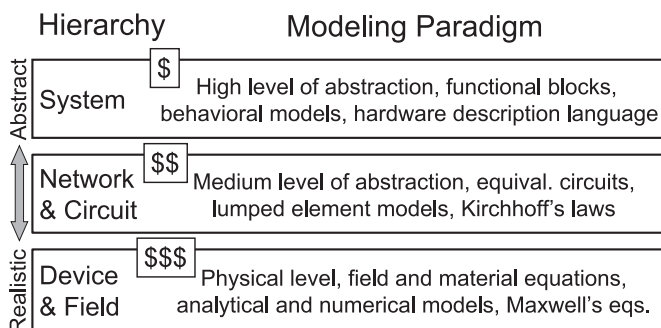 Hierarchy Modeling Paradigm
Abstract
$
System
High level of abstraction, functional blocks,
behavioral models, hardware description language
$$
Network
& Circuit
Medium level of abstraction, equival. circuits,
lumped element models, Kirchhoff's laws
Realistic
$$$
Device
& Field
Physical level, field and material equations,
analytical and numerical models, Maxwell's eqs.